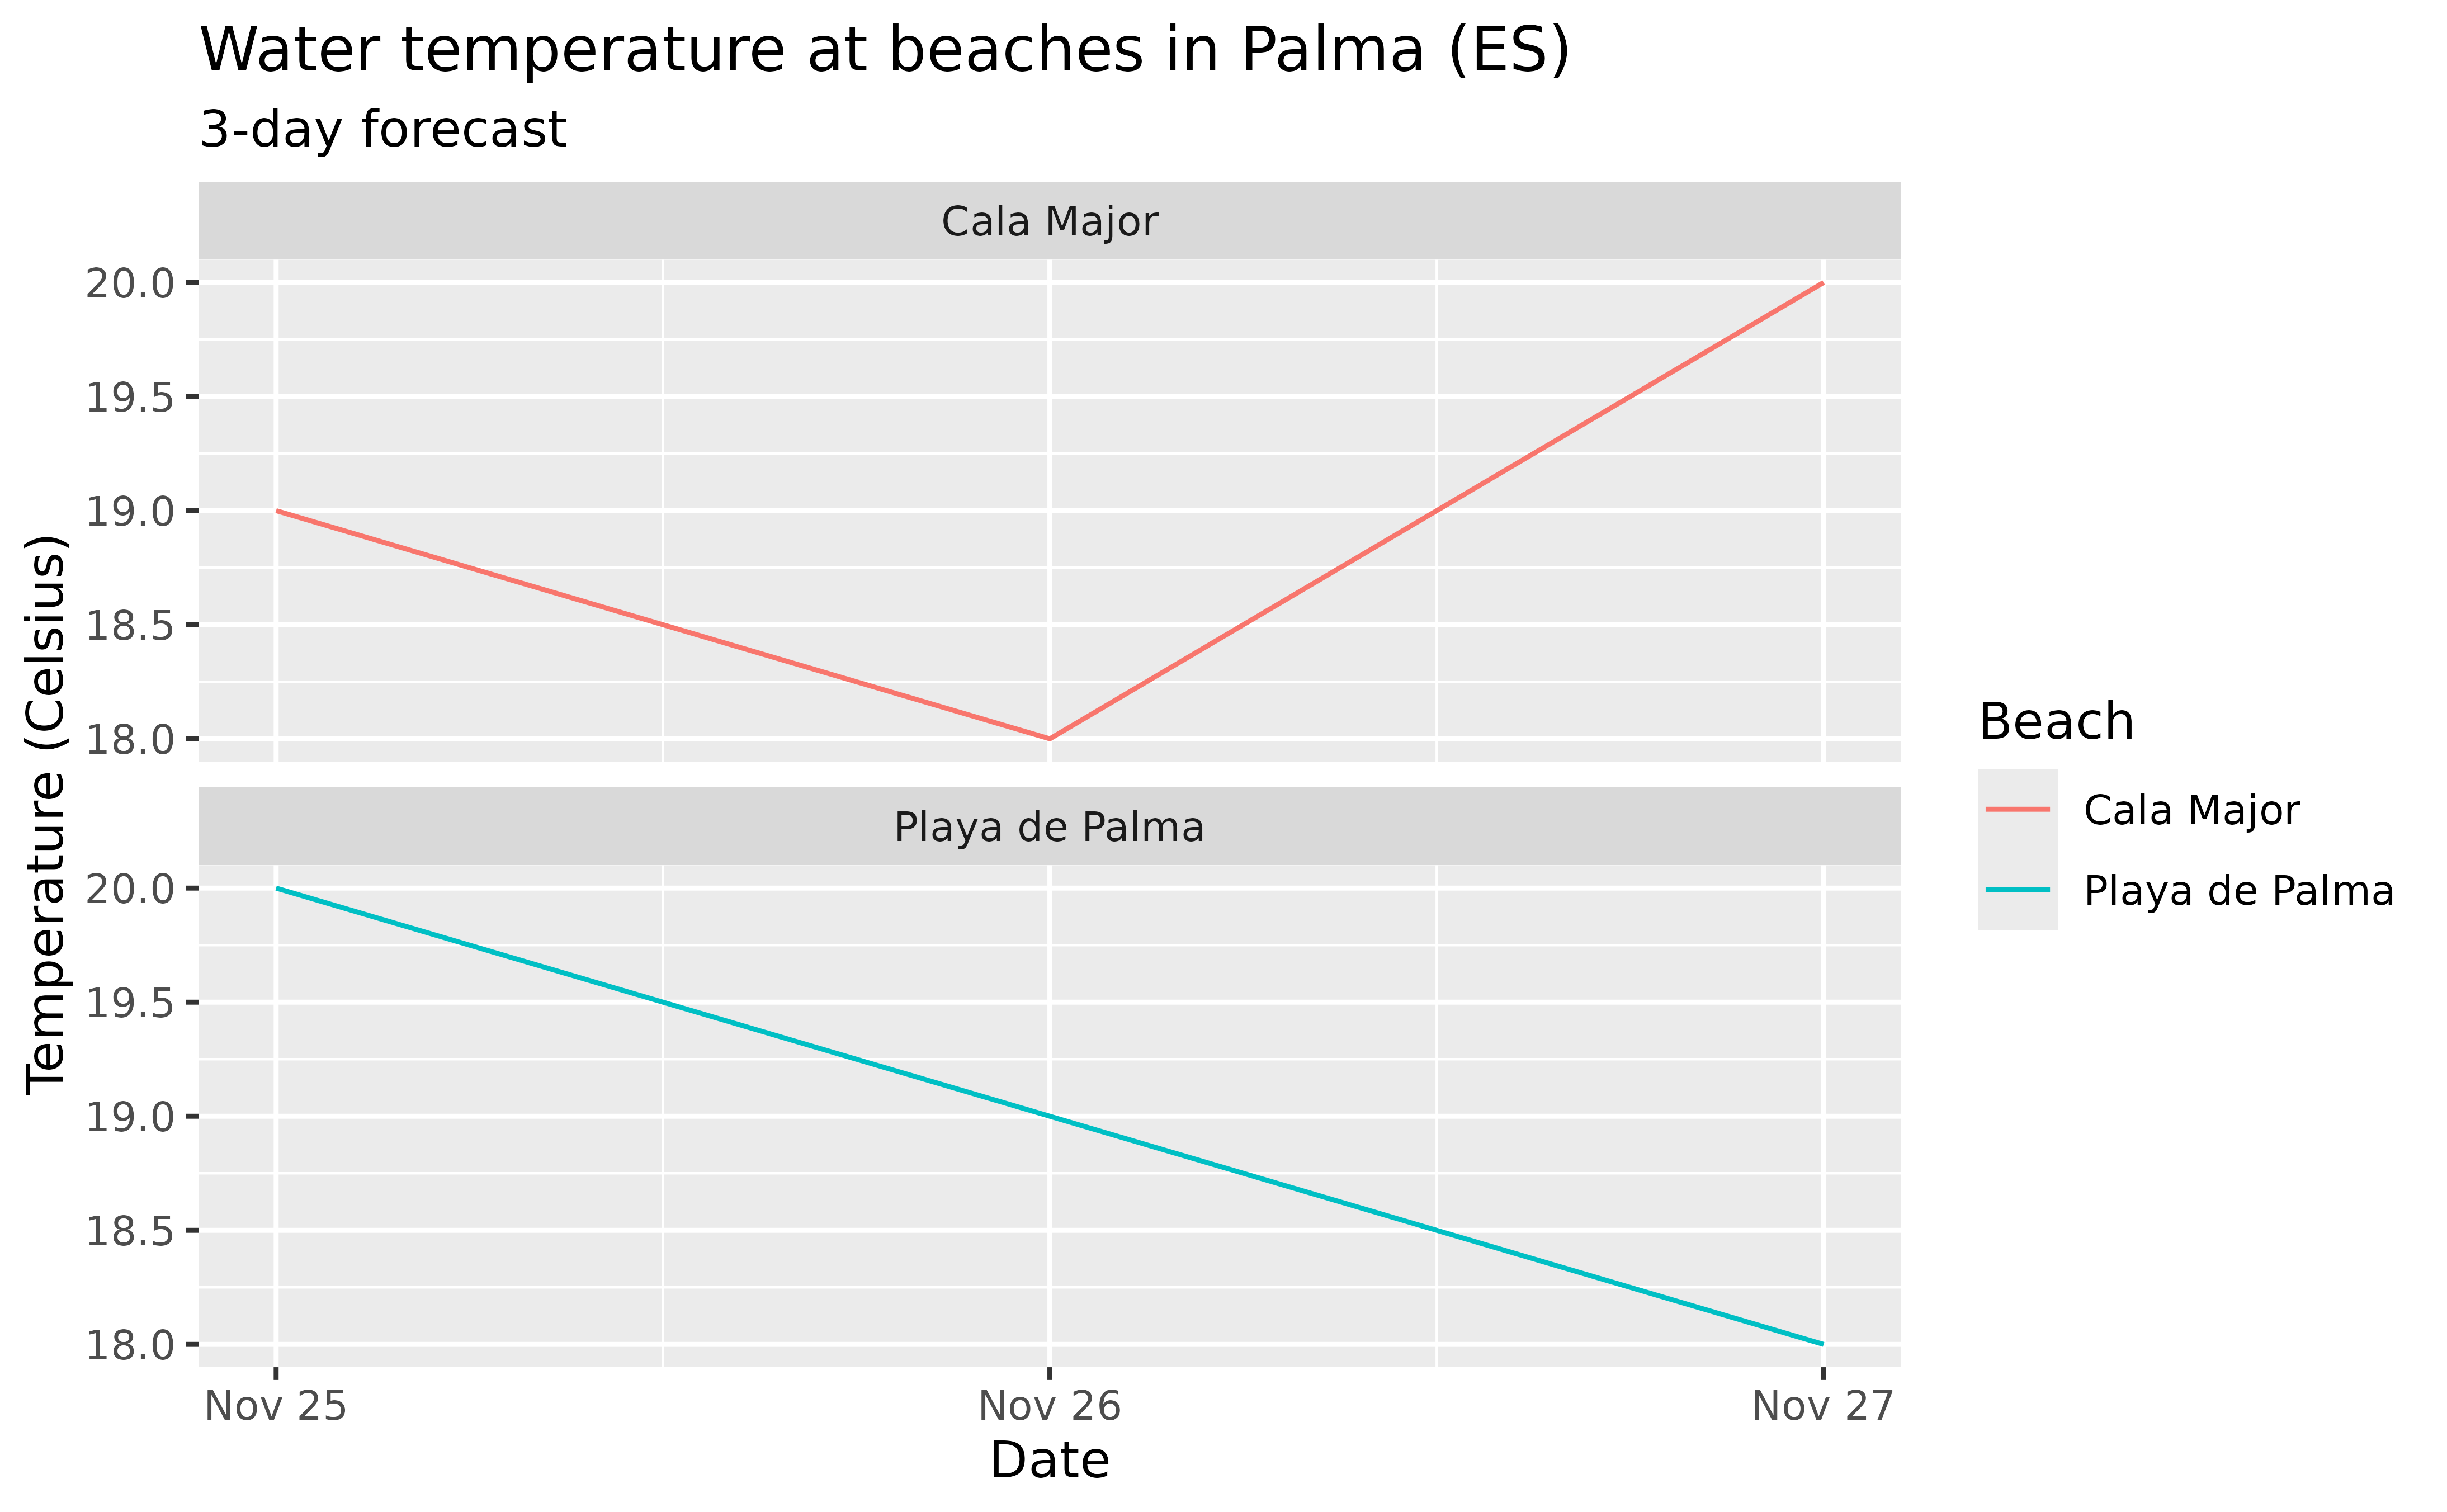 Water temperature at beaches in Palma (ES)
3-day forecast
Cala Major
20.0
19.5
19.0
18.5
18.0
Playa de Palma
20.0
19.5
19.0
18.5
18.0
Nov 25
Nov 26
Nov 27
Date
Temperature (Celsius)
Beach
Cala Major
Playa de Palma